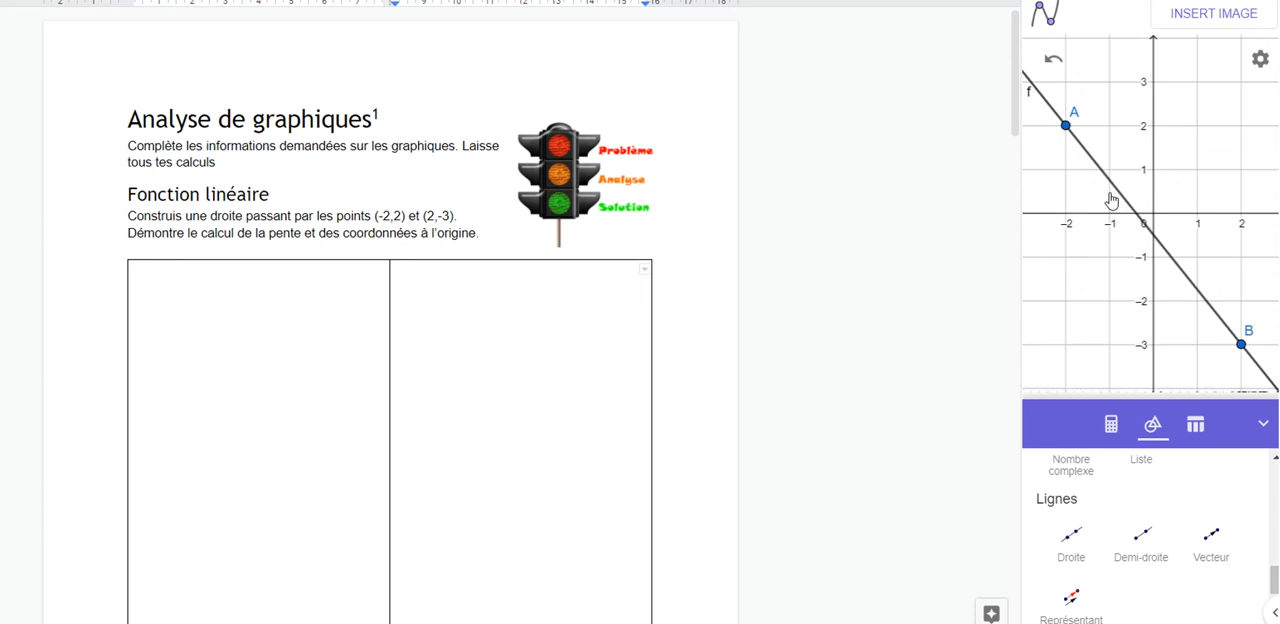 INSERT IMAGE
Analyse de graphiques¹
Complète les informations demandées sur les graphiques. Laisse
tous tes calculs
Problème
Analyse
Solution
Fonction linéaire
Construis une droite passant par les points (-2,2) et (2,-3).
Démontre le calcul de la pente et des coordonnées à l'origine.
f
A
B
3
2
1
–2
–1
0
1
2
–1
–2
–3
Nombre
complexe
Liste
Lignes
Droite
Demi-droite
Vecteur
Représentant